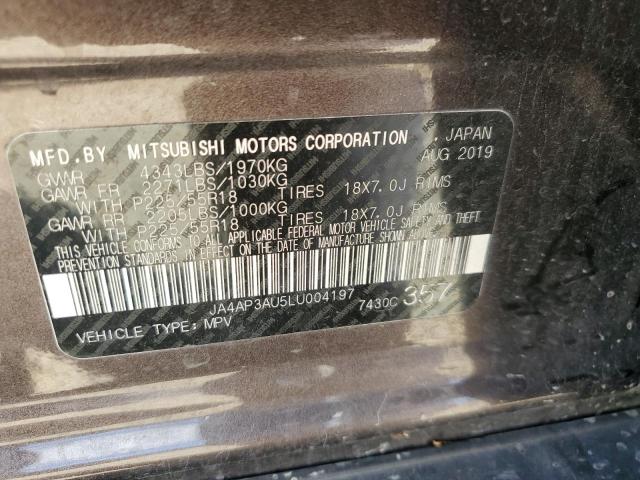 MFD.BY MITSUBISHI MOTORS CORPORATION, JAPAN
GVWR 4343LBS/1970KG AUG 2019
GAWR FR 2271LBS/1030KG
WITH P225/55R18 TIRES 18X7.0J RIMS
GAWR RR 2205LBS/1000KG
WITH P225/55R18 TIRES 18X7.0J RIMS
THIS VEHICLE CONFORMS TO ALL APPLICABLE FEDERAL MOTOR VEHICLE SAFETY AND THEFT
PREVENTION STANDARDS IN EFFECT ON THE DATE OF MANUFACTURE SHOWN ABOVE.
JA4AP3AU5LU004197 7430C 357
VEHICLE TYPE: MPV